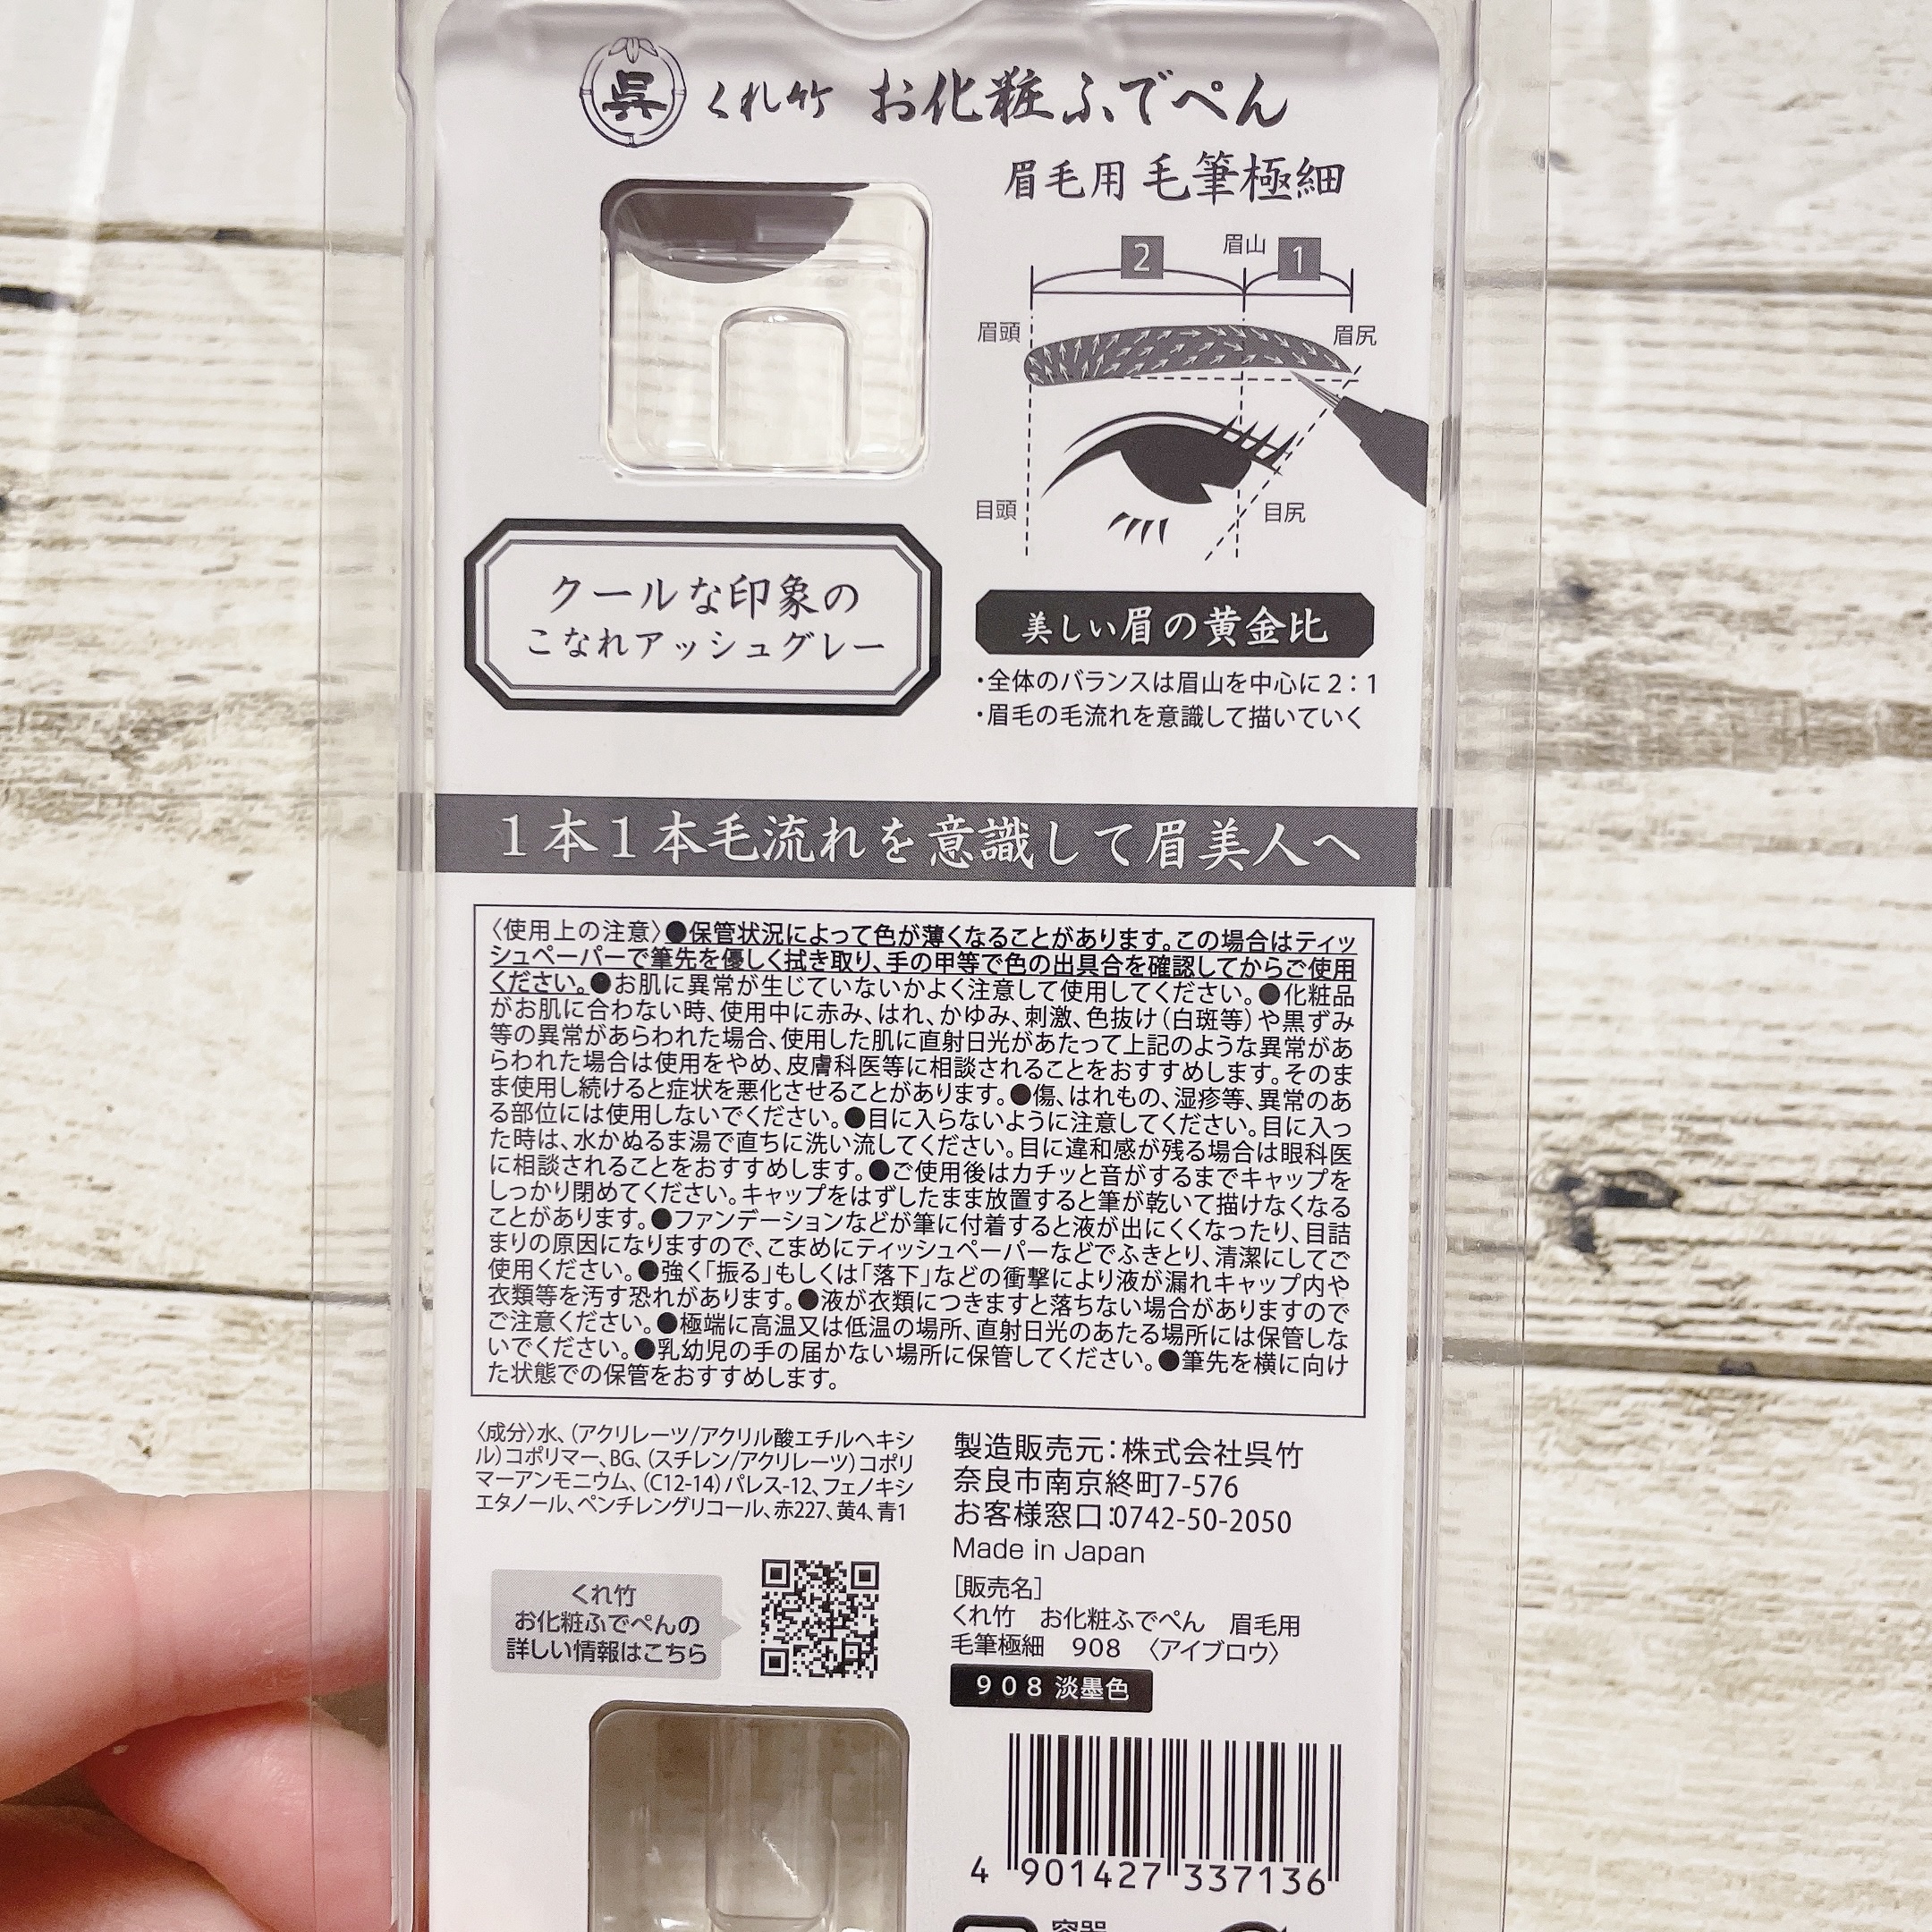 呉 くれ竹 お化粧ふでぺん
眉毛用 毛筆極細
2 眉山 1
眉頭 眉尻
目頭 目尻
クールな印象の
こなれアッシュグレー
美しい眉の黄金比
・全体のバランスは眉山を中心に2：1
・眉毛の毛流れを意識して描いていく
1本1本毛流れを意識して眉美人へ
〈使用上の注意〉●保管状況によって色が薄くなることがあります。この場合はティッ
シュペーパーで筆先を優しく拭き取り、手の甲等で色の出具合を確認してからご使用
ください。●お肌に異常が生じていないかよく注意して使用してください。●化粧品
がお肌に合わない時、使用中に赤み、はれ、かゆみ、刺激、色抜け（白斑等）や黒ずみ
等の異常があらわれた場合、使用した肌に直射日光があたって上記のような異常があ
らわれた場合は使用をやめ、皮膚科医等に相談されることをおすすめします。そのま
ま使用し続けると症状を悪化させることがあります。●傷、はれもの、湿疹等、異常のあ
る部位には使用しないでください。●目に入らないように注意してください。目に入っ
た時は、水かぬるま湯で直ちに洗い流してください。目に違和感が残る場合は眼科医
に相談されることをおすすめします。●ご使用後はカチッと音がするまでキャップを
しっかり閉めてください。キャップをはずしたまま放置すると筆が乾いて描けなくなる
ことがあります。●ファンデーションなどが筆に付着すると液が出にくくなったり、目詰
まりの原因になりますので、こまめにティッシュペーパーなどでふきとり、清潔にしてご
使用ください。●強く「振る」もしくは「落下」などの衝撃により液が漏れキャップ内や
衣類等を汚す恐れがあります。●液が衣類につきますと落ちない場合がありますので
ご注意ください。●極端に高温又は低温の場所、直射日光のあたる場所には保管しな
いでください。●乳幼児の手の届かない場所に保管してください。●筆先を横に向け
た状態での保管をおすすめします。
〈成分〉水、（アクリレーツ/アクリル酸エチルヘキシ
ル）コポリマー、BG、（スチレン/アクリレーツ）コポリ
マーアンモニウム、（C12-14）パレス-12、フェノキシ
エタノール、ペンチレングリコール、赤227、黄4、青1
くれ竹
お化粧ふでぺんの
詳しい情報はこちら
製造販売元：株式会社呉竹
奈良市南京終町7-576
お客様窓口：0742-50-2050
Made in Japan
［販売名］
くれ竹　お化粧ふでぺん　眉毛用
毛筆極細　908　〈アイブロウ〉
908 淡墨色
4 901427 337136
容器